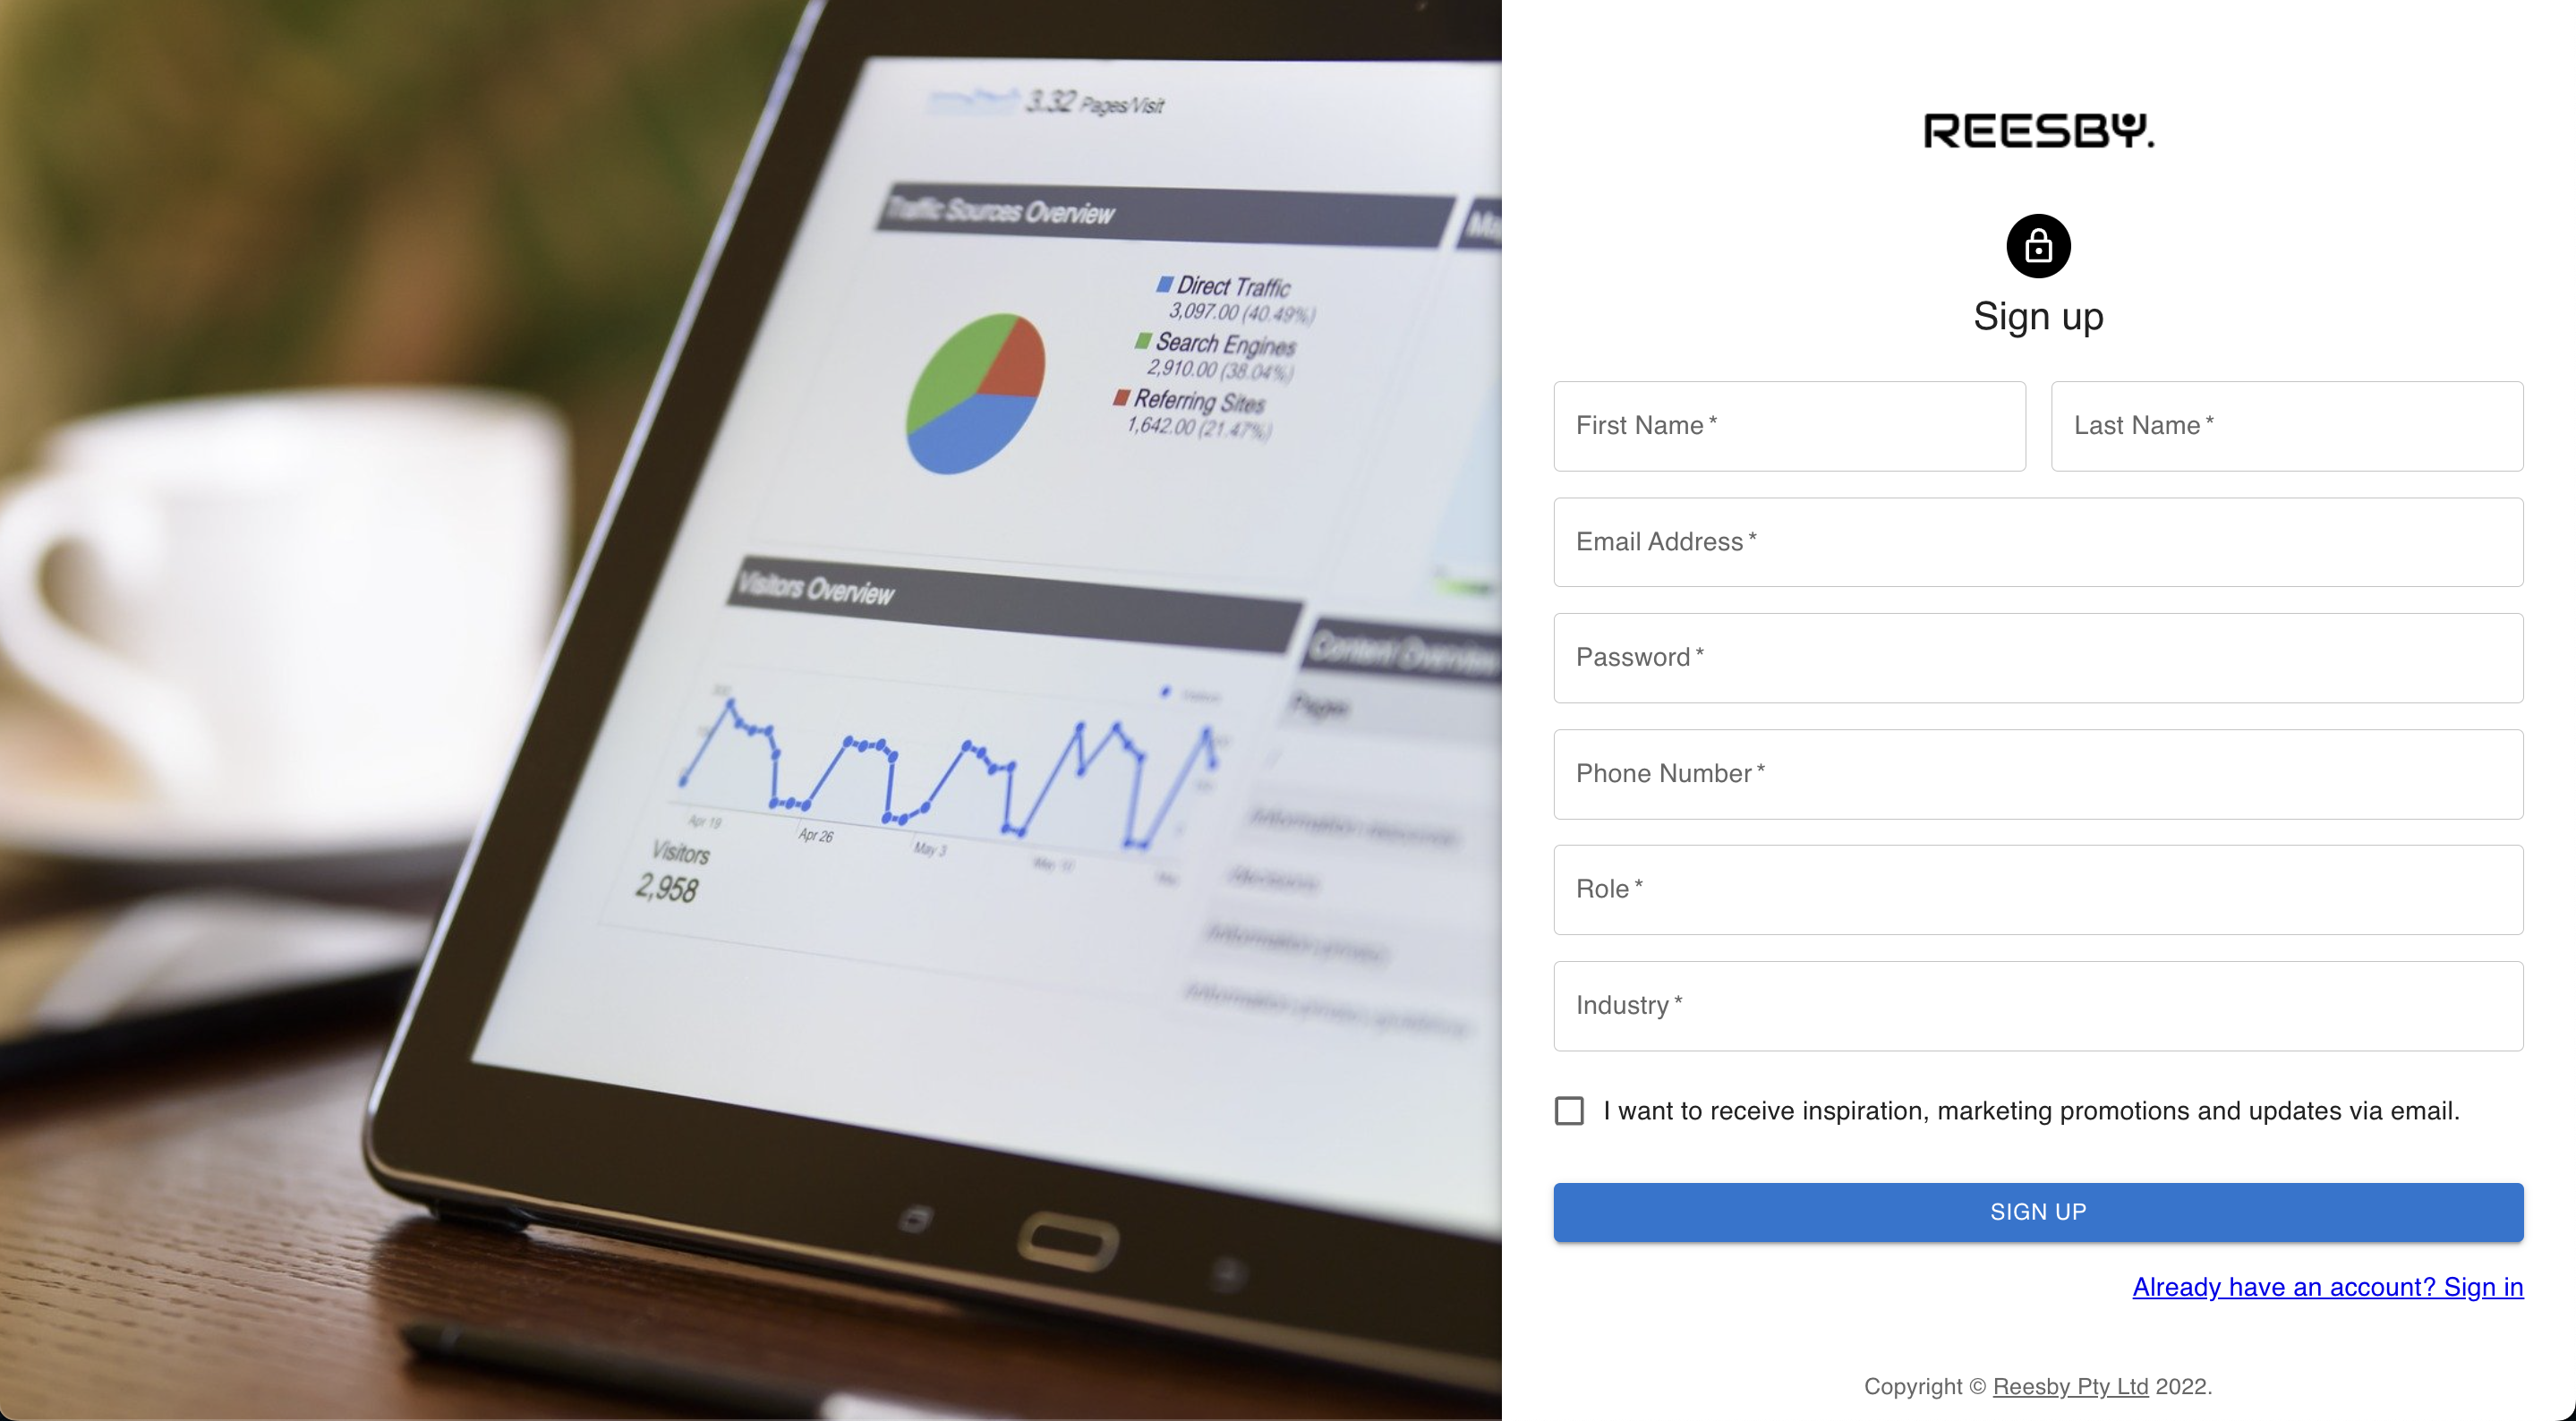 3.32 Pages/Visit
Traffic Sources Overview
Direct Traffic
3,097.00 (40.49%)
Search Engines
2,910.00 (38.04%)
Referring Sites
1,642.00 (21.47%)
Visitors Overview
Content Overview
Pages
Apr 19
Apr 26
May 3
May 10
Visitors
2,958
REESBY.
Sign up
First Name *
Last Name *
Email Address *
Password *
Phone Number *
Role *
Industry *
I want to receive inspiration, marketing promotions and updates via email.
SIGN UP
Already have an account? Sign in
Copyright © Reesby Pty Ltd 2022.